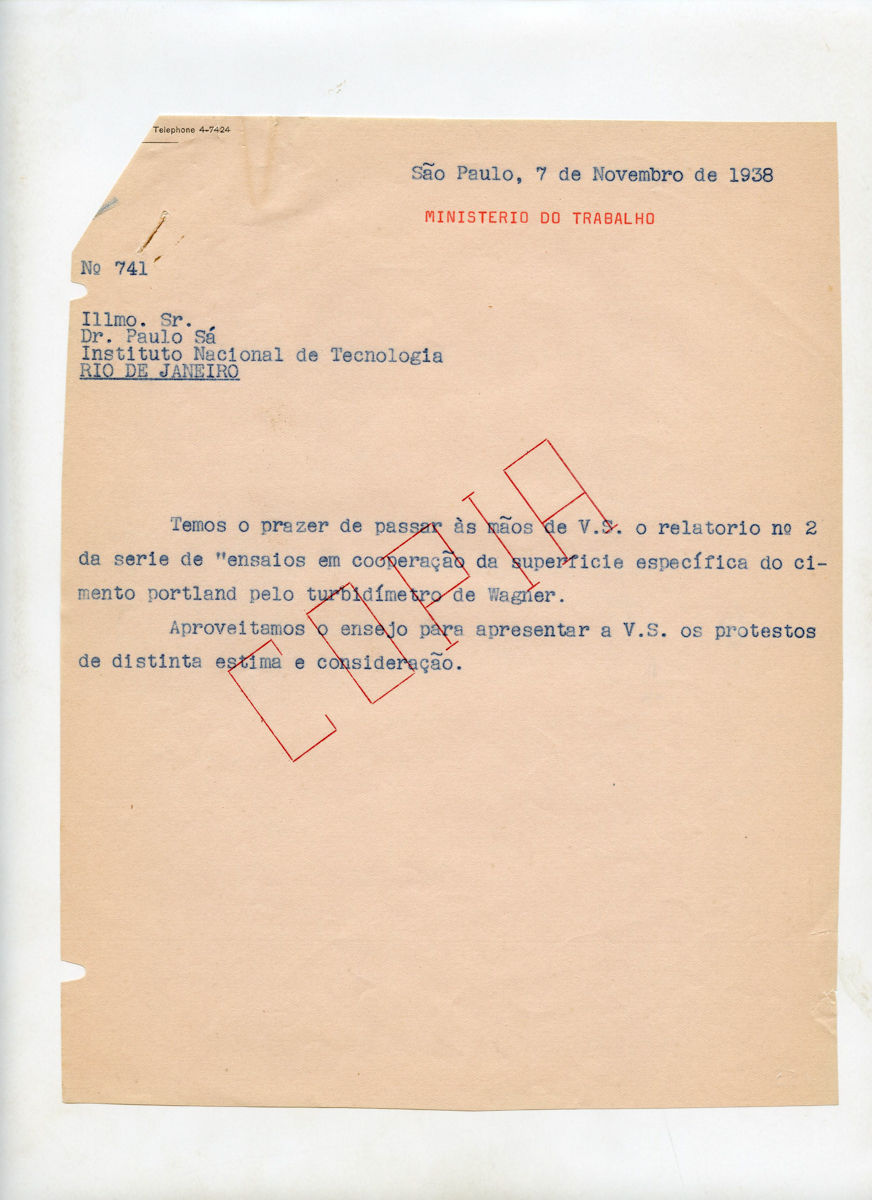 Telephone 4-7424
São Paulo, 7 de Novembro de 1938
MINISTERIO DO TRABALHO
Nº 741
Illmo. Sr.
Dr. Paulo Sá
Instituto Nacional de Tecnologia
RIO DE JANEIRO
Temos o prazer de passar às mãos de V.S. o relatorio nº 2
da serie de "ensaios em cooperação da superficie específica do ci-
mento portland pelo turbidímetro de Wagner.
Aproveitamos o ensejo para apresentar a V.S. os protestos
de distinta estima e consideração.
COPIA